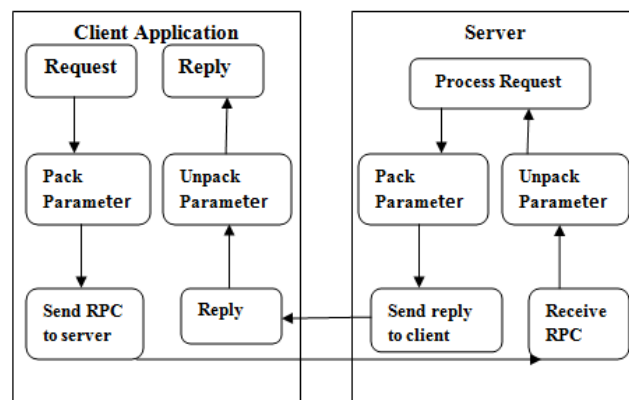 Client Application
Request
Reply
Pack
Parameter
Unpack
Parameter
Send RPC
to server
Reply
Server
Process Request
Pack
Parameter
Unpack
Parameter
Send reply
to client
Receive
RPC